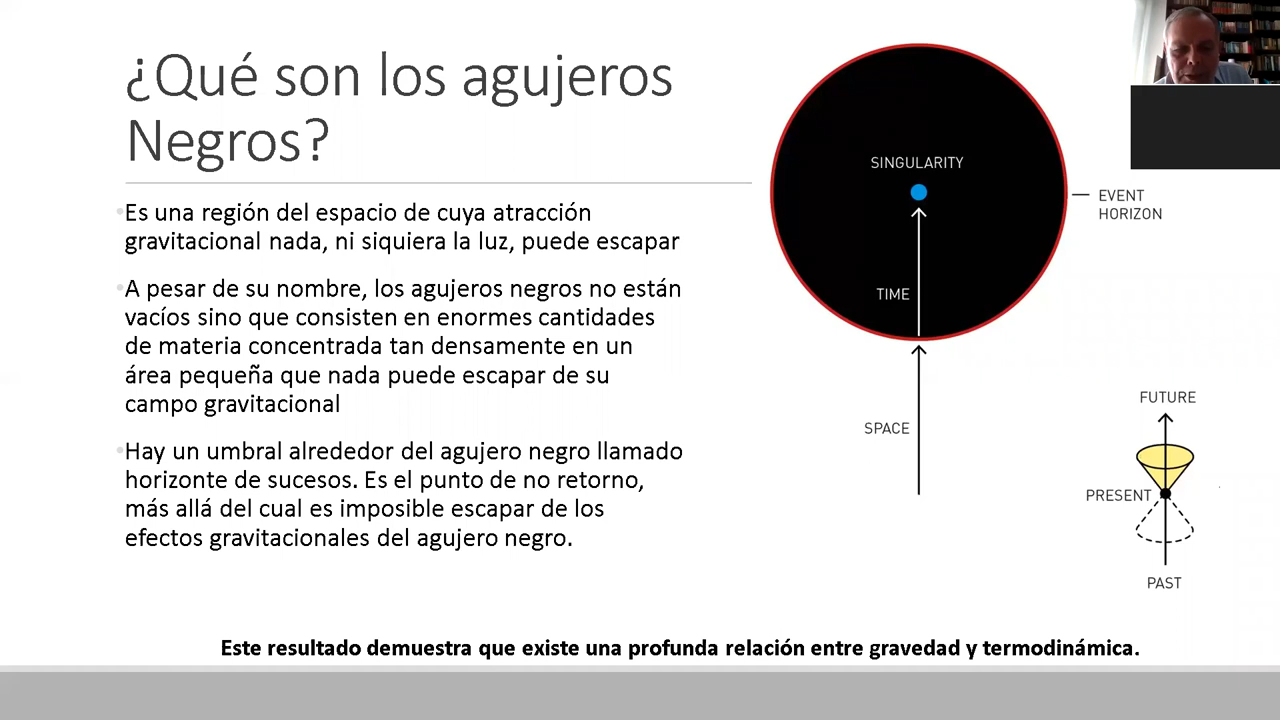 ¿Qué son los agujeros
Negros?
Es una región del espacio de cuya atracción
gravitacional nada, ni siquiera la luz, puede escapar
A pesar de su nombre, los agujeros negros no están
vacíos sino que consisten en enormes cantidades
de materia concentrada tan densamente en un
área pequeña que nada puede escapar de su
campo gravitacional
Hay un umbral alrededor del agujero negro llamado
horizonte de sucesos. Es el punto de no retorno,
más allá del cual es imposible escapar de los
efectos gravitacionales del agujero negro.
SINGULARITY
EVENT
HORIZON
TIME
SPACE
FUTURE
PRESENT
PAST
Este resultado demuestra que existe una profunda relación entre gravedad y termodinámica.